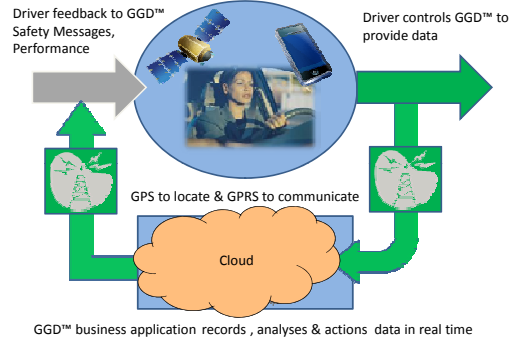 Driver feedback to GGD™
Safety Messages,
Performance
Driver controls GGD™ to
provide data
GPS to locate & GPRS to communicate
Cloud
GGD™ business application records , analyses & actions data in real time